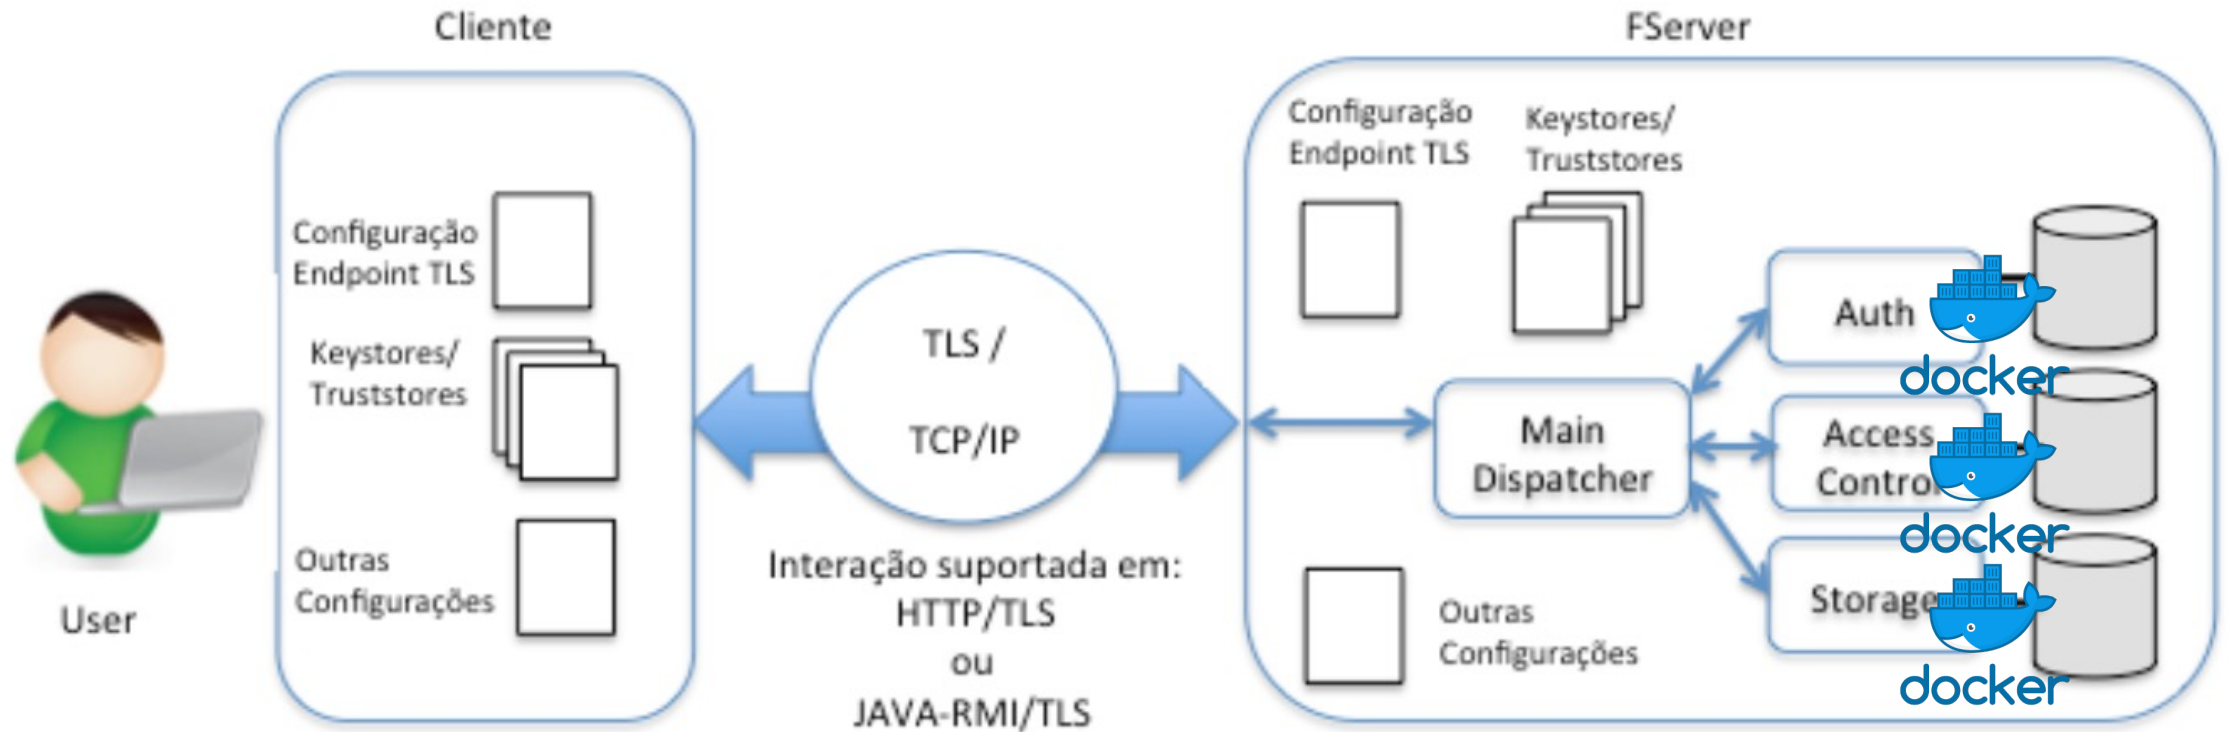 Cliente
FServer
Configuração
Endpoint TLS
Keystores/
Truststores
Outras
Configurações
User
TLS /
TCP/IP
Interação suportada em:
HTTP/TLS
ou
JAVA-RMI/TLS
Configuração
Endpoint TLS
Keystores/
Truststores
Main
Dispatcher
Auth
docker
Access
Control
docker
Storage
docker
Outras
Configurações